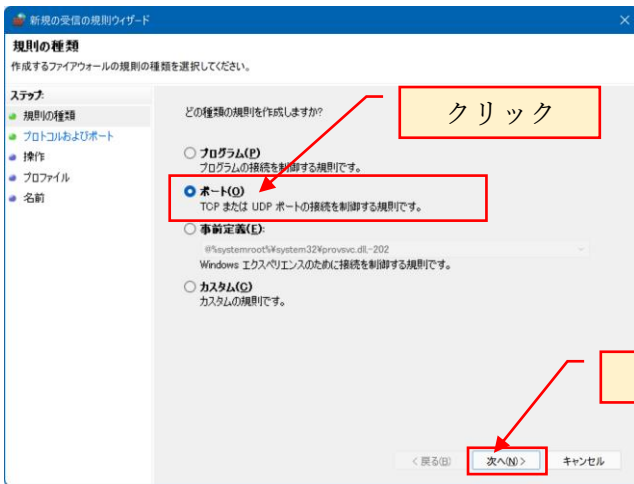 新規の受信の規則ウィザード
規則の種類
作成するファイアウォールの規則の種類を選択してください。
ステップ:
規則の種類
プロトコルおよびポート
操作
プロファイル
名前
どの種類の規則を作成しますか?
クリック
プログラム(P)
プログラムの接続を制御する規則です。
ポート(O)
TCP または UDP ポートの接続を制御する規則です。
事前定義(E):
@%systemroot%¥system32¥provsvc.dll,-202
Windows エクスペリエンスのために接続を制御する規則です。
カスタム(C)
カスタムの規則です。
< 戻る(B)
次へ(N) >
キャンセル